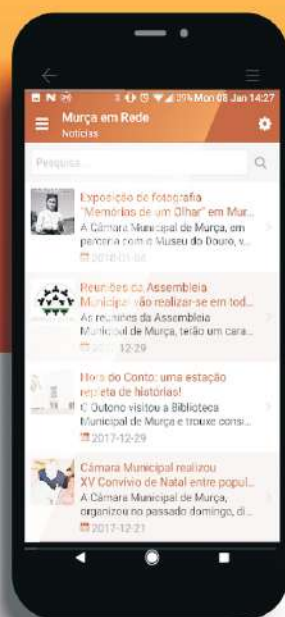 29% Mon 08 Jan 14:27
Murça em Rede
Notícias
Pesquisa...
Exposição de fotografia
"Memórias de um Olhar" em Mur...
A Câmara Municipal de Murça, em
parceria com o Museu do Douro, v...
2018-01-08
Reuniões da Assembleia
Municipal vão realizar-se em tod...
As reuniões da Assembleia
Municipal de Murça, terão um cara...
12-29
Hora do Conto: uma estação
repleta de histórias!
O Outono visitou a Biblioteca
Municipal de Murça e trouxe consi...
2017-12-29
Câmara Municipal realizou
XV Convívio de Natal entre popul...
A Câmara Municipal de Murça,
organizou no passado domingo, di...
2017-12-21